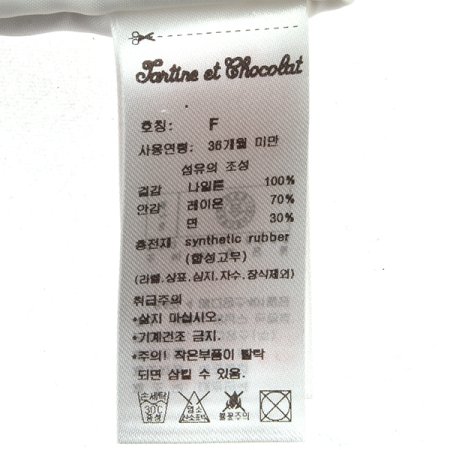 Tartine et Chocolat
호칭: F
사용연령: 36개월 미만
섬유의 조성
겉감 나일론 100%
안감 레이온 70%
면 30%
충전재 synthetic rubber
(합성고무)
(라벨.상표.심지.자수.장식제외)
취급주의
*삶지 마십시오.
*기계건조 금지.
*주의! 작은부품이 탈락
되면 삼킬 수 있음.
손세탁
30℃
중성
염소
산소표백
불꽃주의